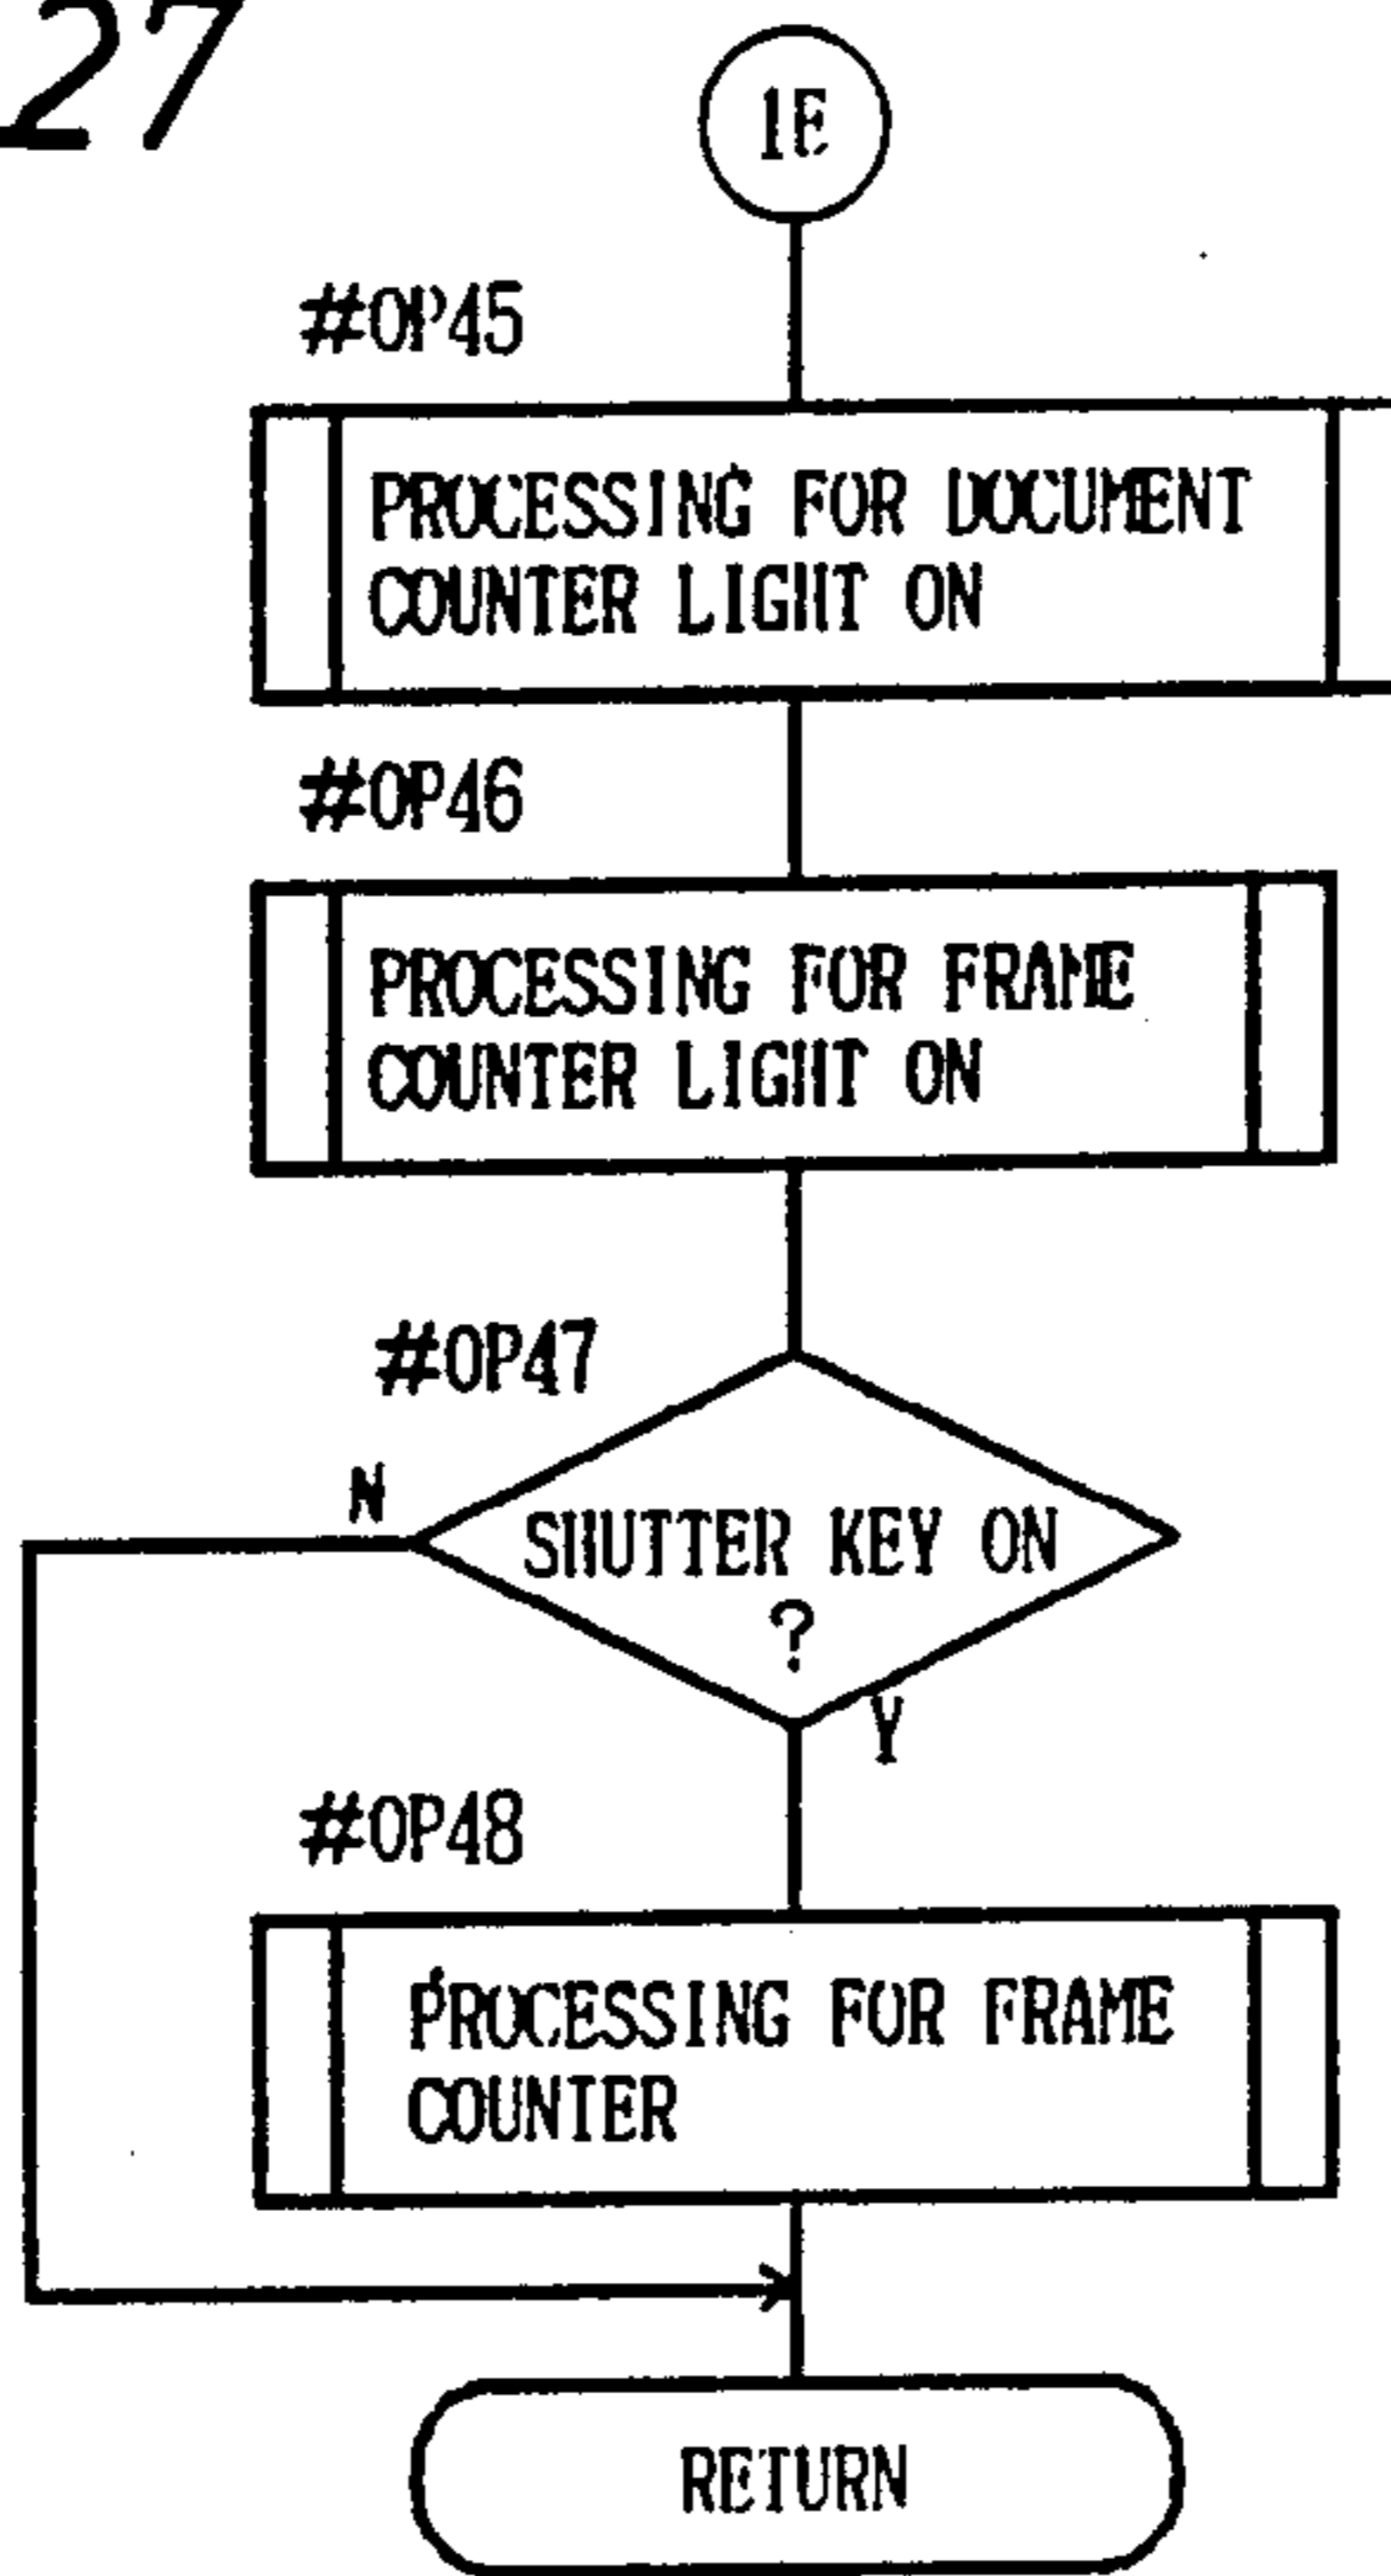 27
1E
#OP45
PROCESSING FOR DOCUMENT
COUNTER LIGHT ON
#OP46
PROCESSING FOR FRAME
COUNTER LIGHT ON
#OP47
N
SHUTTER KEY ON
?
Y
#OP48
PROCESSING FOR FRAME
COUNTER
RETURN